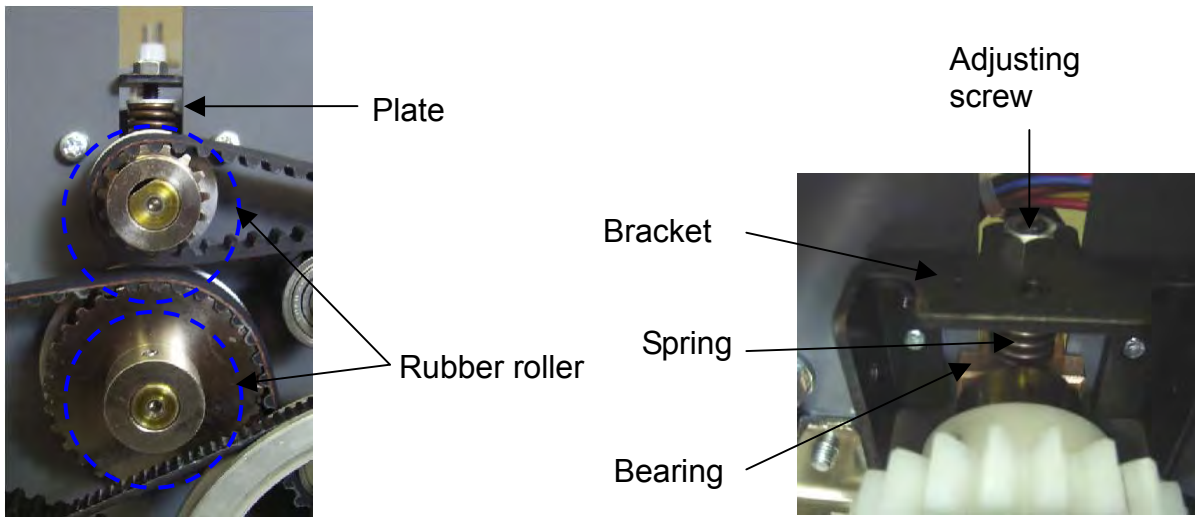 Plate
Rubber roller
Adjusting
screw
Bracket
Spring
Bearing